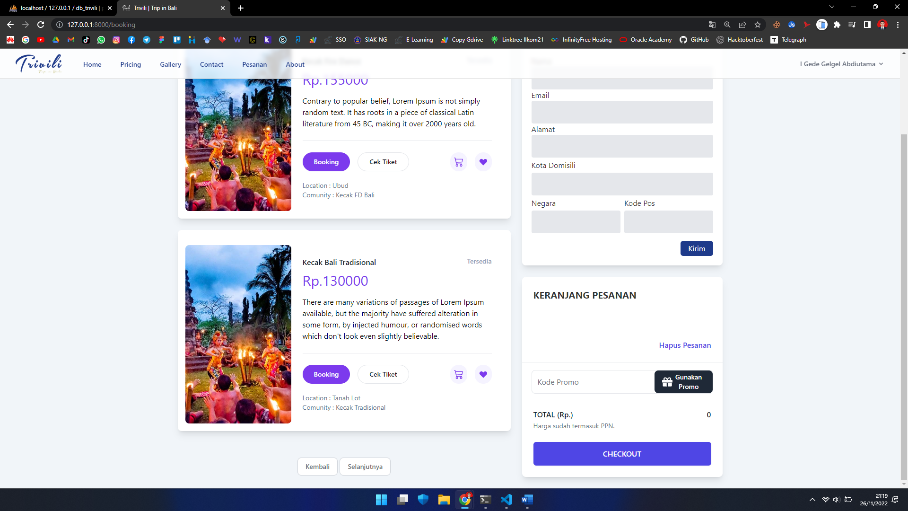 localhost / 127.0.0.1 / db_trivili |
Trivili | Trip in Bali
127.0.0.1:8000/booking
SSO
SIAK NG
E Learning
Copy Gdrive
Linktree Ilkom21
InfinityFree Hosting
Oracle Academy
GitHub
Hacktoberfest
Telegraph
Trivili
Home
Pricing
Gallery
Contact
Pesanan
About
I Gede Gelgel Abdiutama
Rp.155000
Contrary to popular belief, Lorem Ipsum is not simply
random text. It has roots in a piece of classical Latin
literature from 45 BC, making it over 2000 years old.
Booking
Cek Tiket
Location : Ubud
Comunity : Kecak ED Bali
Kecak Bali Tradisional
Tersedia
Rp.130000
There are many variations of passages of Lorem Ipsum
available, but the majority have suffered alteration in
some form, by injected humour, or randomised words
which don't look even slightly believable.
Booking
Cek Tiket
Location : Tanah Lot
Comunity : Kecak Tradisional
Kembali
Selanjutnya
Email
Alamat
Kota Domisili
Negara
Kode Pos
Kirim
KERANJANG PESANAN
Hapus Pesanan
Kode Promo
Gunakan
Promo
TOTAL (Rp.)
0
Harga sudah termasuk PPN.
CHECKOUT
21:19
26/11/2022